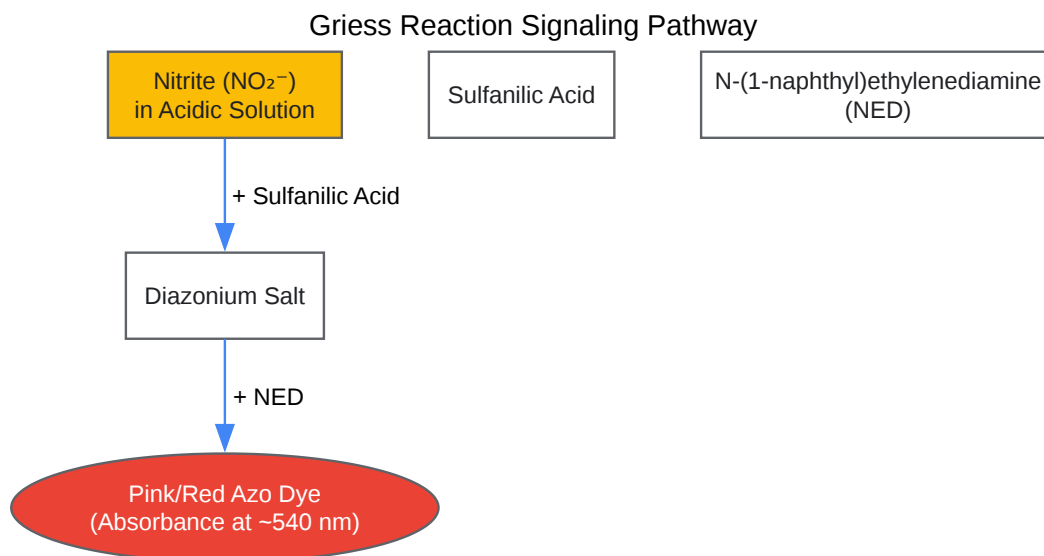 Griess Reaction Signaling Pathway
Nitrite (NO₂⁻)
in Acidic Solution
Sulfanilic Acid
N-(1-naphthyl)ethylenediamine
(NED)
+ Sulfanilic Acid
Diazonium Salt
+ NED
Pink/Red Azo Dye
(Absorbance at ~540 nm)